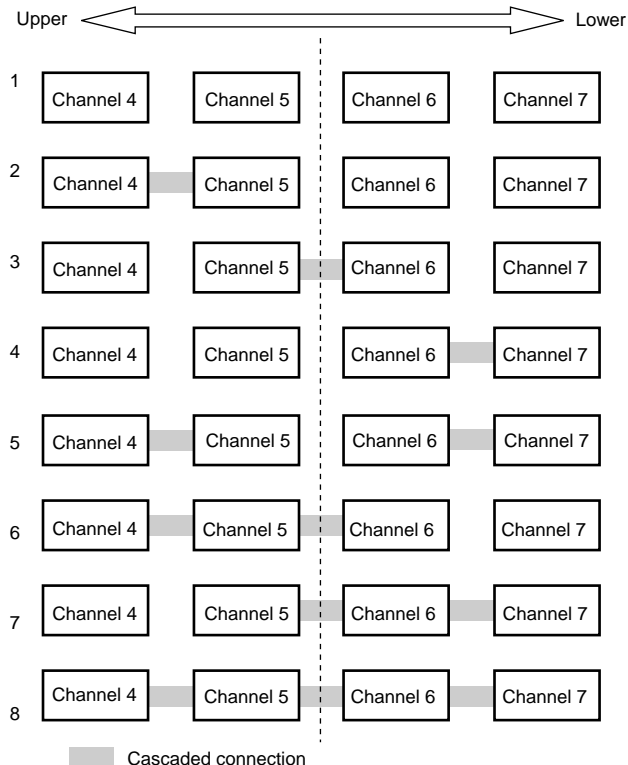 Upper Lower
1 Channel 4 Channel 5 Channel 6 Channel 7
2 Channel 4 Channel 5 Channel 6 Channel 7
3 Channel 4 Channel 5 Channel 6 Channel 7
4 Channel 4 Channel 5 Channel 6 Channel 7
5 Channel 4 Channel 5 Channel 6 Channel 7
6 Channel 4 Channel 5 Channel 6 Channel 7
7 Channel 4 Channel 5 Channel 6 Channel 7
8 Channel 4 Channel 5 Channel 6 Channel 7
Cascaded connection